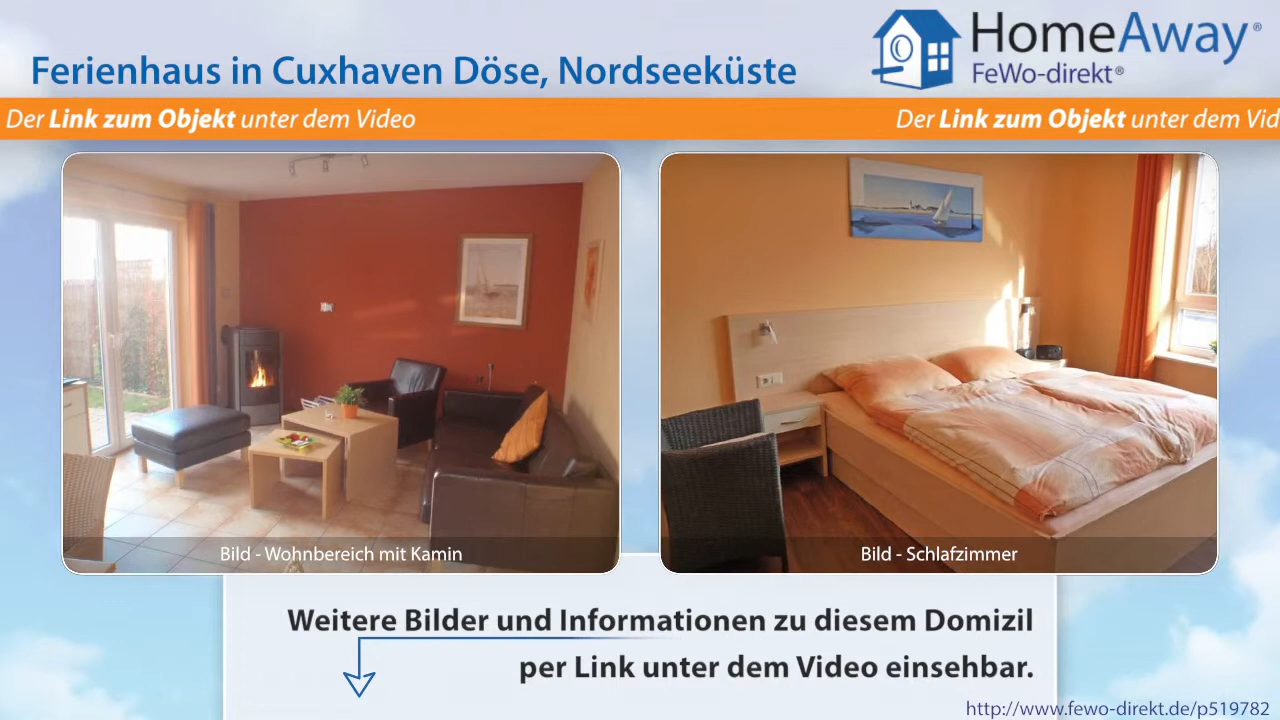 HomeAway®
Ferienhaus in Cuxhaven Döse, Nordseeküste
FeWo-direkt®
Der Link zum Objekt unter dem Video
Der Link zum Objekt unter dem Vid
Bild - Wohnbereich mit Kamin
Bild - Schlafzimmer
Weitere Bilder und Informationen zu diesem Domizil
per Link unter dem Video einsehbar.
http://www.fewo-direkt.de/p519782